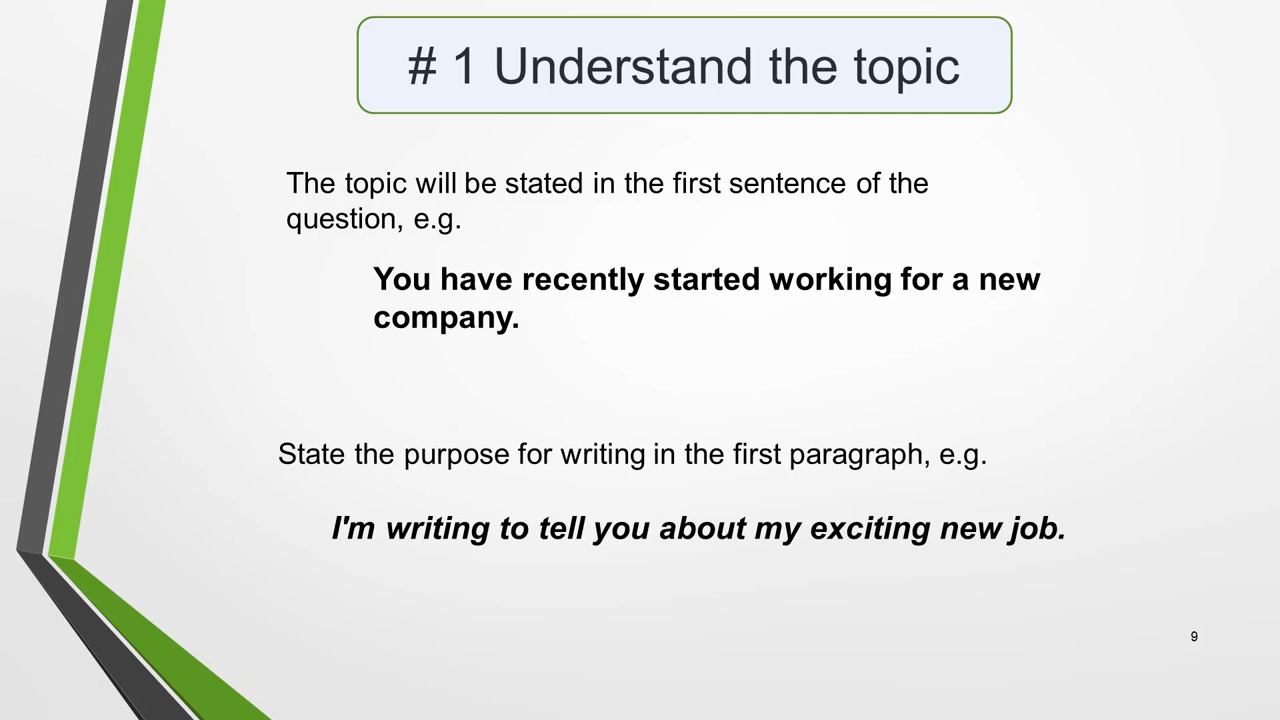 # 1 Understand the topic
The topic will be stated in the first sentence of the
question, e.g.
You have recently started working for a new
company.
State the purpose for writing in the first paragraph, e.g.
I'm writing to tell you about my exciting new job.
9